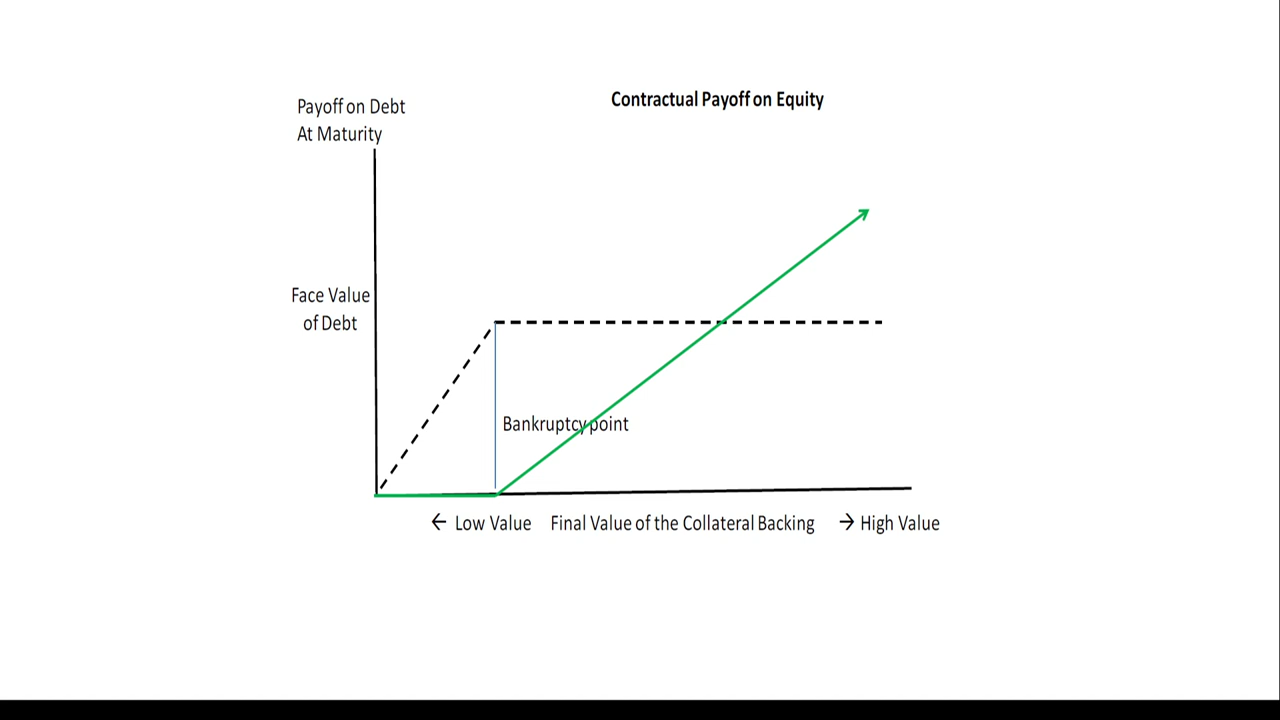 Contractual Payoff on Equity
Payoff on Debt
At Maturity
Face Value
of Debt
Bankruptcy point
← Low Value Final Value of the Collateral Backing → High Value